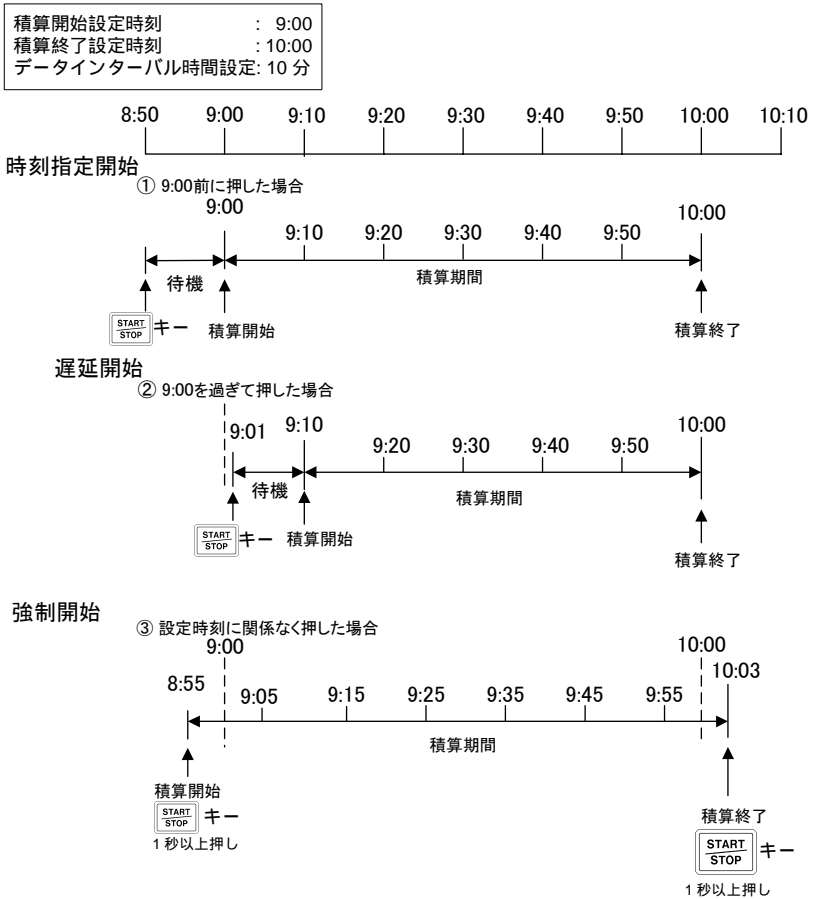 積算開始設定時刻 : 9:00
積算終了設定時刻 : 10:00
データインターバル時間設定: 10 分
8:50 9:00 9:10 9:20 9:30 9:40 9:50 10:00 10:10
時刻指定開始
① 9:00前に押した場合
9:00 10:00
9:10 9:20 9:30 9:40 9:50
待機 積算期間
START STOP キー 積算開始 積算終了
遅延開始
② 9:00を過ぎて押した場合
9:01 9:10 10:00
9:20 9:30 9:40 9:50
待機 積算期間
START STOP キー 積算開始
積算終了
強制開始
③ 設定時刻に関係なく押した場合
9:00 10:00
8:55 10:03
9:05 9:15 9:25 9:35 9:45 9:55
積算期間
積算開始
START STOP キー
1 秒以上押し
積算終了
START STOP キー
1 秒以上押し